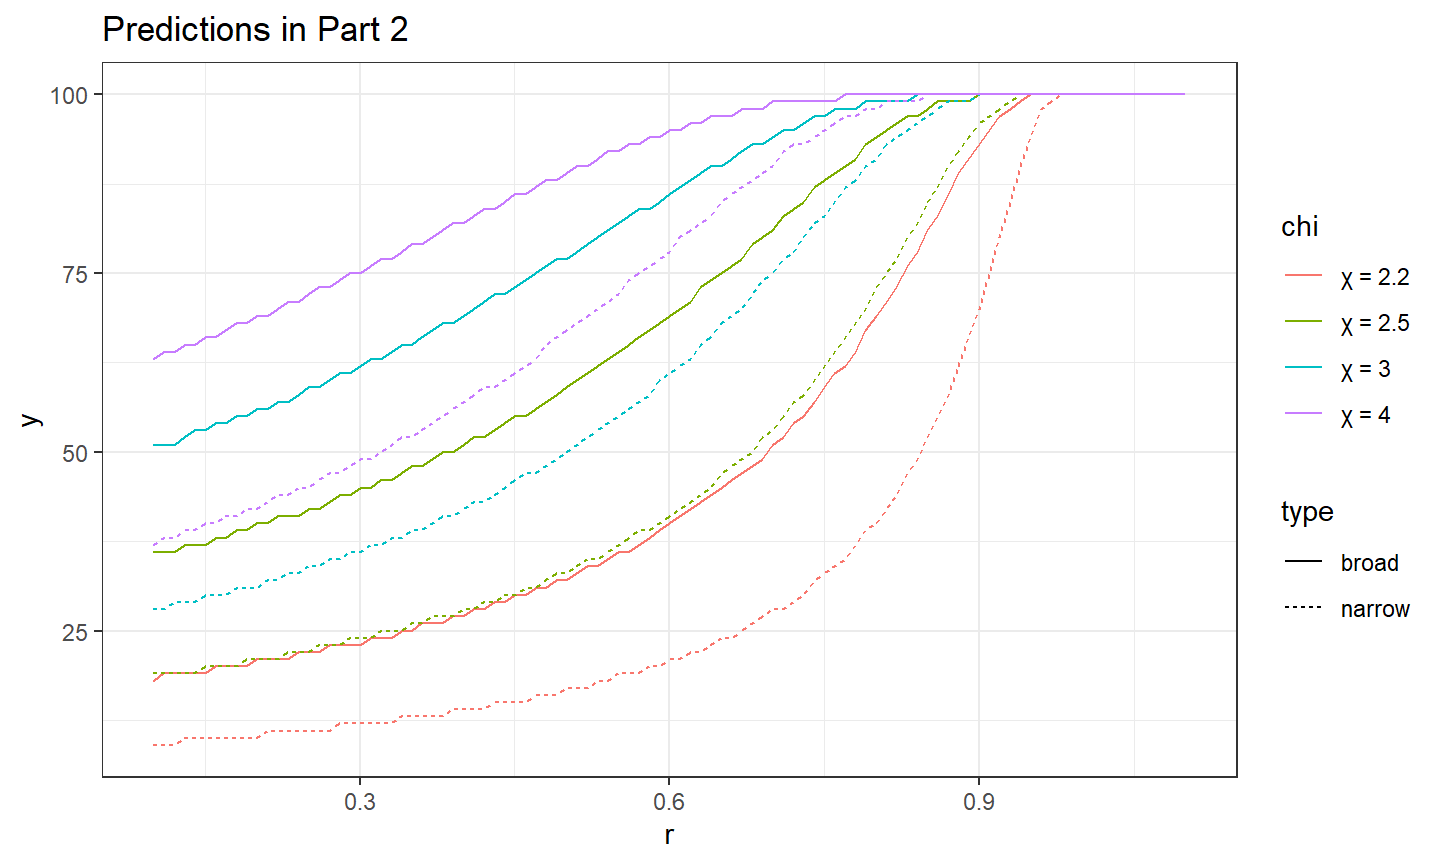 Predictions in Part 2
100
75
50
25
y
0.3
0.6
0.9
r
chi
χ = 2.2
χ = 2.5
χ = 3
χ = 4
type
broad
narrow